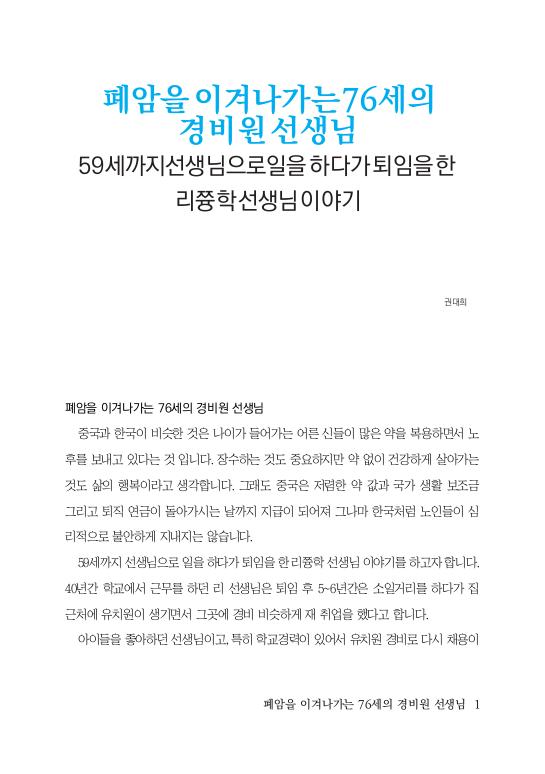 폐암을 이겨나가는 76세의
경비원 선생님
59세까지 선생님으로 일을 하다가 퇴임을 한
리쯍학 선생님 이야기
권대희
폐암을 이겨나가는 76세의 경비원 선생님
중국과 한국이 비슷한 것은 나이가 들어가는 어른 신들이 많은 약을 복용하면서 노
후를 보내고 있다는 것 입니다. 장수하는 것도 중요하지만 약 없이 건강하게 살아가는
것도 삶의 행복이라고 생각합니다. 그래도 중국은 저렴한 약 값과 국가 생활 보조금
그리고 퇴직 연금이 돌아가시는 날까지 지급이 되어져 그나마 한국처럼 노인들이 심
리적으로 불안하게 지내지는 않습니다.
59세까지 선생님으로 일을 하다가 퇴임을 한 리쯍학 선생님 이야기를 하고자 합니다.
40년간 학교에서 근무를 하던 리 선생님은 퇴임 후 5~6년간은 소일거리를 하다가 집
근처에 유치원이 생기면서 그곳에 경비 비슷하게 재 취업을 했다고 합니다.
아이들을 좋아하던 선생님이고, 특히 학교경력이 있어서 유치원 경비로 다시 채용이
폐암을 이겨나가는 76세의 경비원 선생님 1